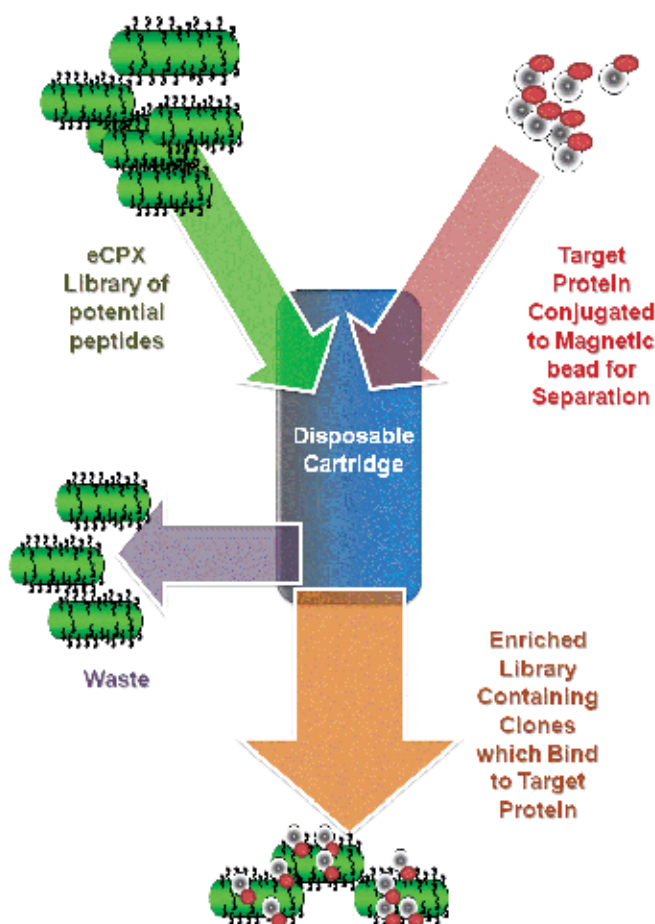 eCPX
Library of
potential
peptides
Target
Protein
Conjugated
to Magnetic
bead for
Separation
Disposable
Cartridge
Waste
Enriched
Library
Containing
Clones
which Bind
to Target
Protein